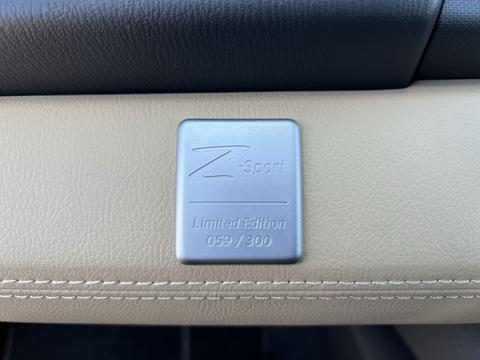 Z-Sport
Limited Edition
059 / 300